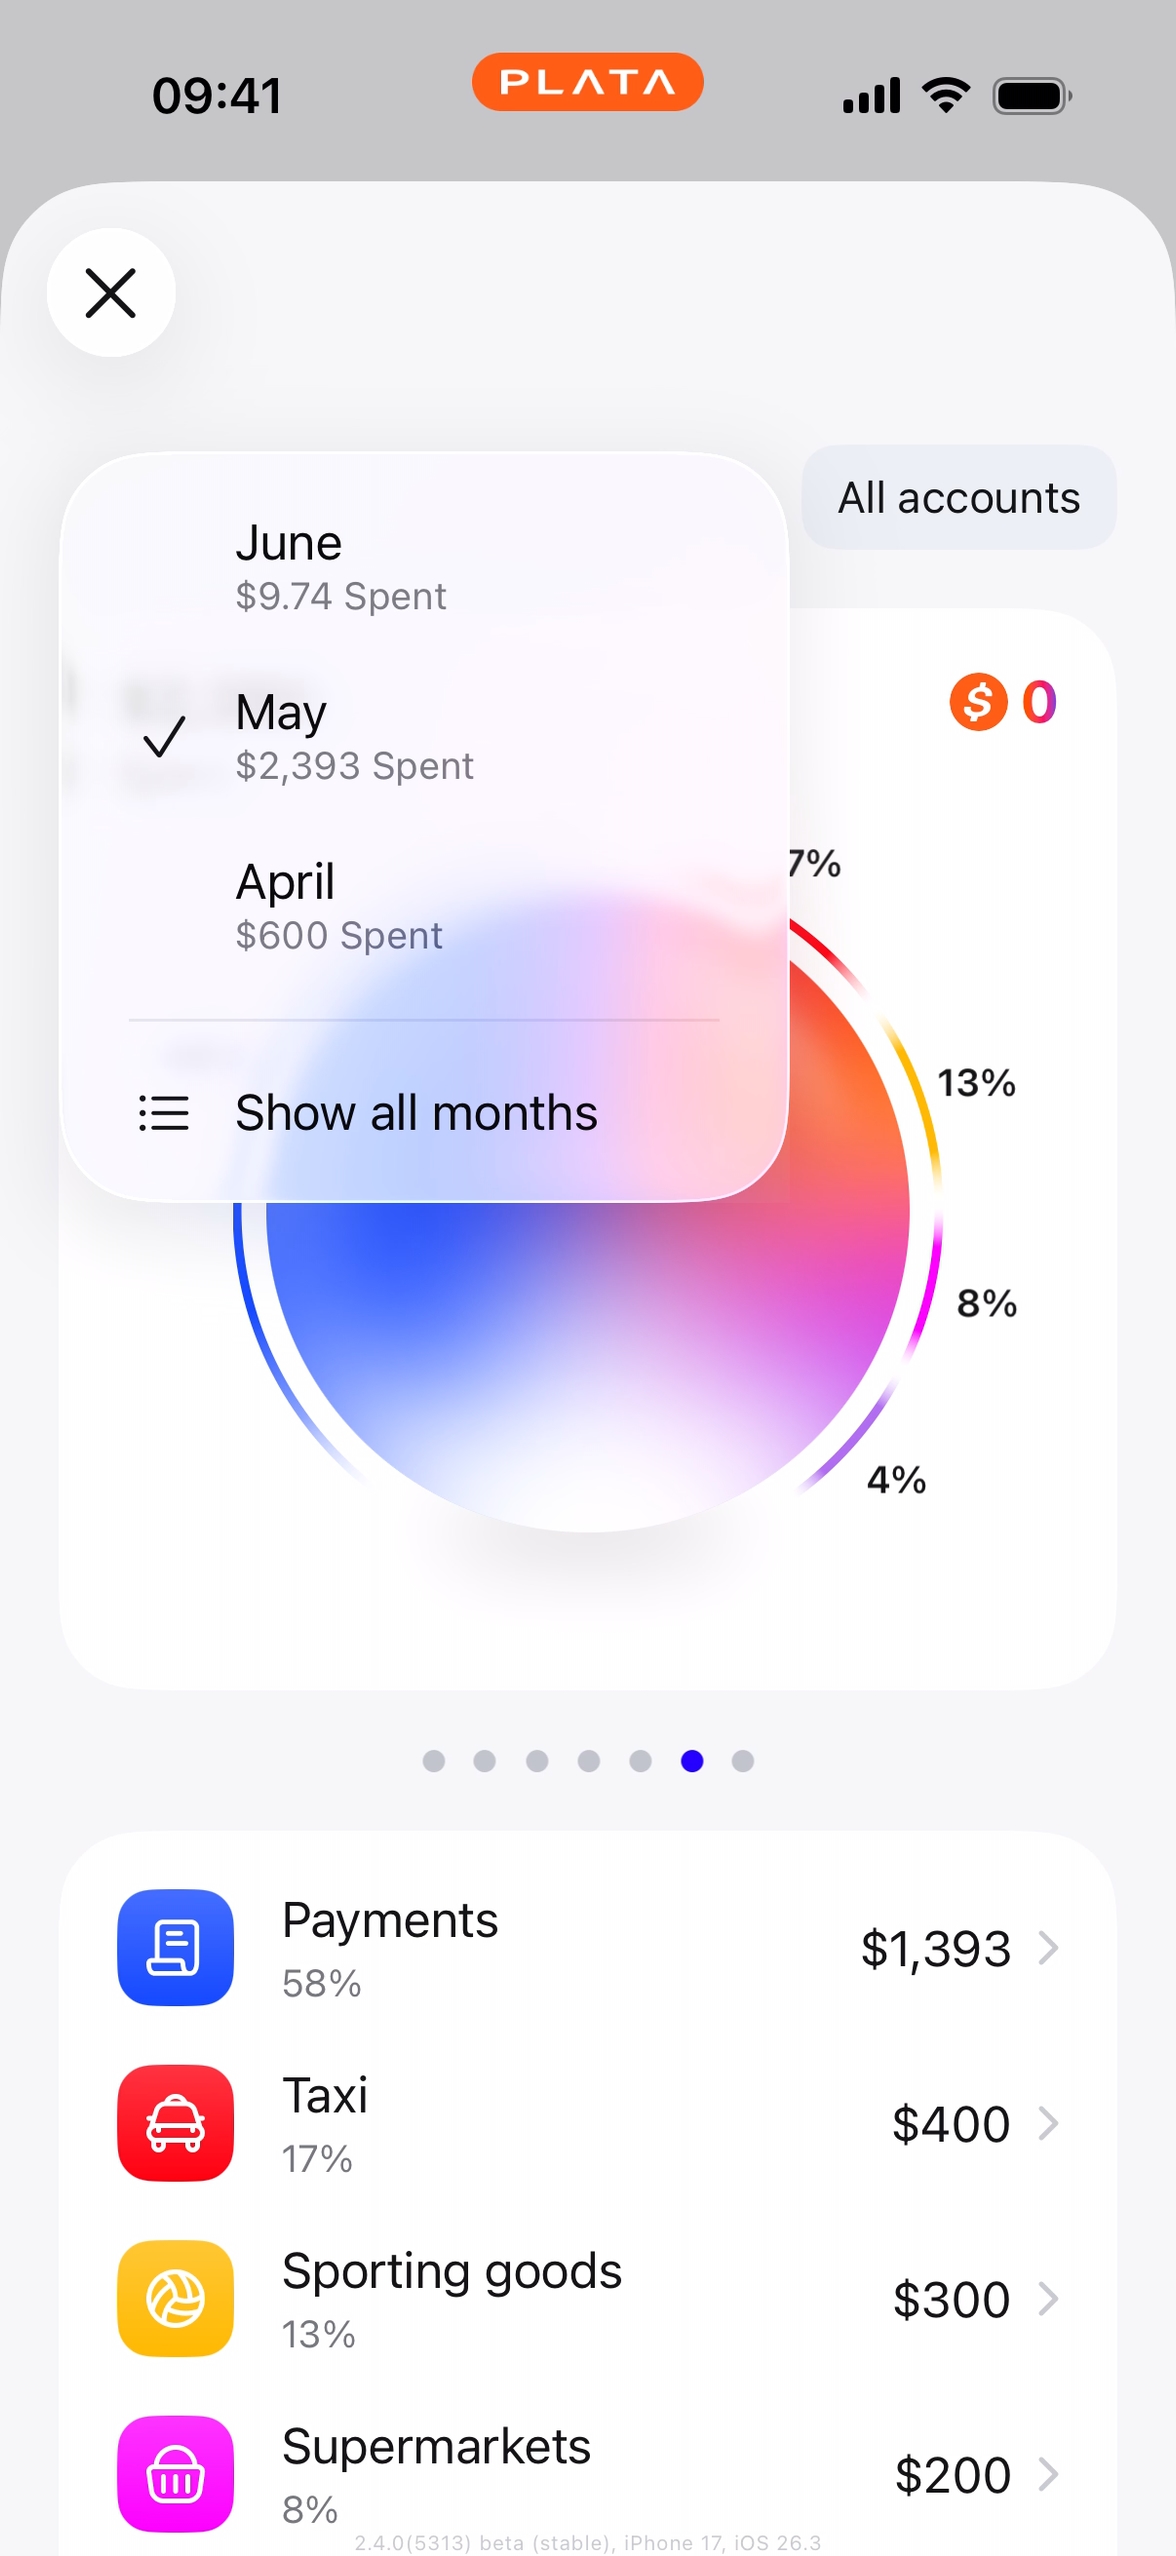 09:41
PLATA
All accounts
June
$9.74 Spent
May
$2,393 Spent
April
$600 Spent
Show all months
0
7%
13%
8%
4%
Payments
58%
$1,393
Taxi
17%
$400
Sporting goods
13%
$300
Supermarkets
8%
$200
2.4.0(5313) beta (stable), iPhone 17, iOS 26.3